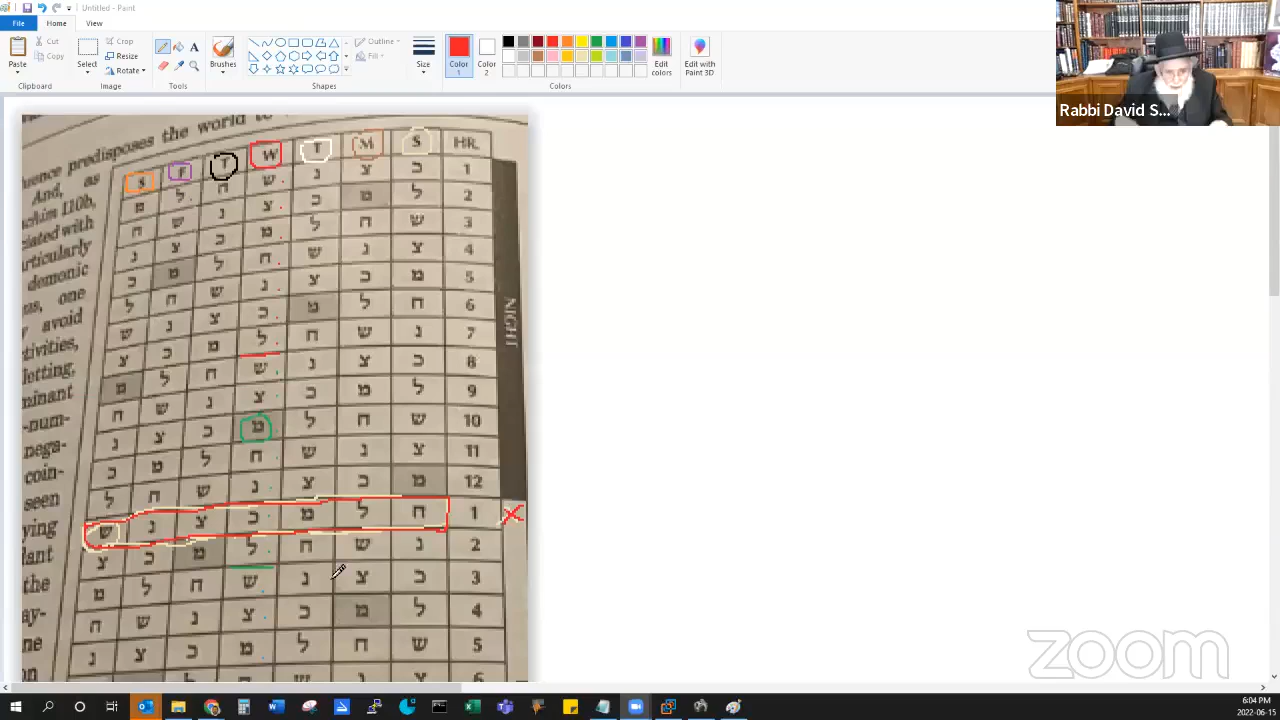 Untitled - Paint
File Home View
Paste Cut Copy Select Crop Resize Rotate Brushes Size Outline Fill Color 1 Color 2 Edit colors Edit with Paint 3D
Clipboard Image Tools Shapes Colors
Rabbi David S...
predisposes the world to
And, as
110b,
with
demonic
one
avoid
the
S F T W T M S HR.
מ ל ח ש נ צ כ 1
ח ש נ צ כ מ ל 2
נ צ כ מ ל ח ש 3
כ מ ל ח ש נ צ 4
ל ח ש נ צ כ מ 5
ש נ צ כ מ ל ח 6
צ כ מ ל ח ש נ 7
מ ל ח ש נ צ כ 8
ח ש נ צ כ מ ל 9
נ צ כ מ ל ח ש 10
כ מ ל ח ש נ צ 11
ל ח ש נ צ כ מ 12
ש נ צ כ מ ל ח 1
צ כ מ ל ח ש נ 2
מ ל ח ש נ צ כ 3
ח ש נ צ כ מ ל 4
נ צ כ מ ל ח ש 5
NIGHT
zoom
6:04 PM
2022-06-15